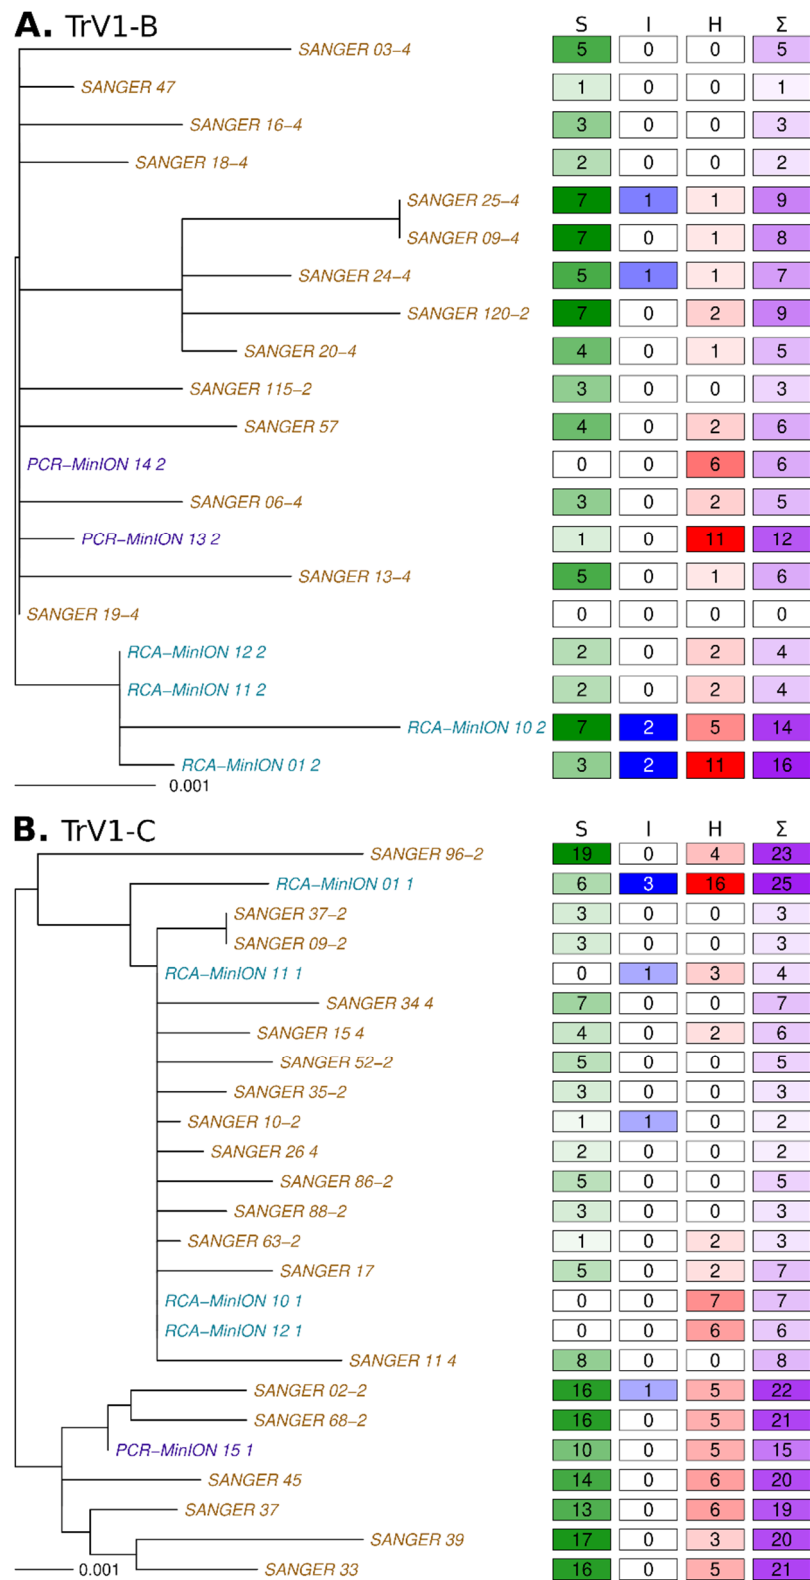 A. TrV1-B
S I H Σ
SANGER 03-4 5 0 0 5
SANGER 47 1 0 0 1
SANGER 16-4 3 0 0 3
SANGER 18-4 2 0 0 2
SANGER 25-4 7 1 1 9
SANGER 09-4 7 0 1 8
SANGER 24-4 5 1 1 7
SANGER 120-2 7 0 2 9
SANGER 20-4 4 0 1 5
SANGER 115-2 3 0 0 3
SANGER 57 4 0 2 6
PCR-MinION 14 2 0 0 6 6
SANGER 06-4 3 0 2 5
PCR-MinION 13 2 1 0 11 12
SANGER 13-4 5 0 1 6
SANGER 19-4 0 0 0 0
RCA-MinION 12 2 2 0 2 4
RCA-MinION 11 2 2 0 2 4
RCA-MinION 10 2 7 2 5 14
RCA-MinION 01 2 3 2 11 16
0.001
B. TrV1-C
S I H Σ
SANGER 96-2 19 0 4 23
RCA-MinION 01 1 6 3 16 25
SANGER 37-2 3 0 0 3
SANGER 09-2 3 0 0 3
RCA-MinION 11 1 0 1 3 4
SANGER 34 4 7 0 0 7
SANGER 15 4 4 0 2 6
SANGER 52-2 5 0 0 5
SANGER 35-2 3 0 0 3
SANGER 10-2 1 1 0 2
SANGER 26 4 2 0 0 2
SANGER 86-2 5 0 0 5
SANGER 88-2 3 0 0 3
SANGER 63-2 1 0 2 3
SANGER 17 5 0 2 7
RCA-MinION 10 1 0 0 7 7
RCA-MinION 12 1 0 0 6 6
SANGER 11 4 8 0 0 8
SANGER 02-2 16 1 5 22
SANGER 68-2 16 0 5 21
PCR-MinION 15 1 10 0 5 15
SANGER 45 14 0 6 20
SANGER 37 13 0 6 19
SANGER 39 17 0 3 20
SANGER 33 16 0 5 21
0.001